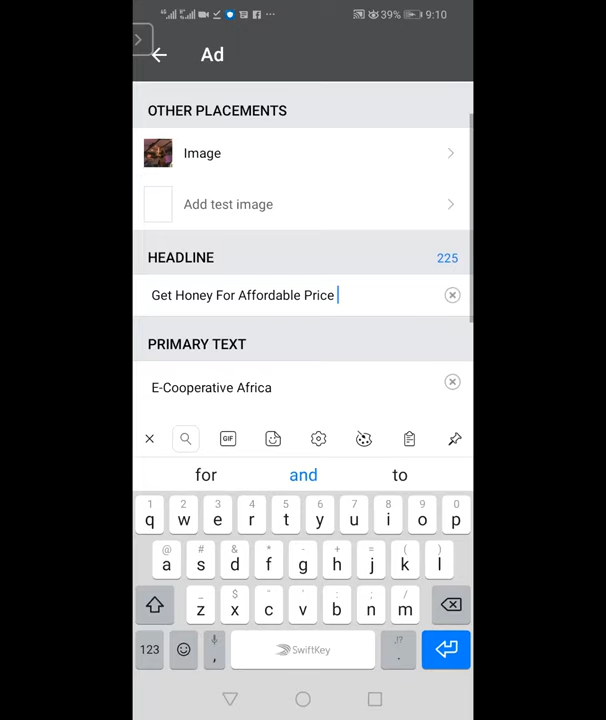 39% 9:10
Ad
OTHER PLACEMENTS
Image
Add test image
HEADLINE 225
Get Honey For Affordable Price
PRIMARY TEXT
E-Cooperative Africa
GIF
for and to
1 2 3 4 5 6 7 8 9 0
q w e r t y u i o p
@ # & * - + = ( )
a s d f g h j k l
_ $ " ' : ; /
z x c v b n m
123 , SwiftKey ,!? .